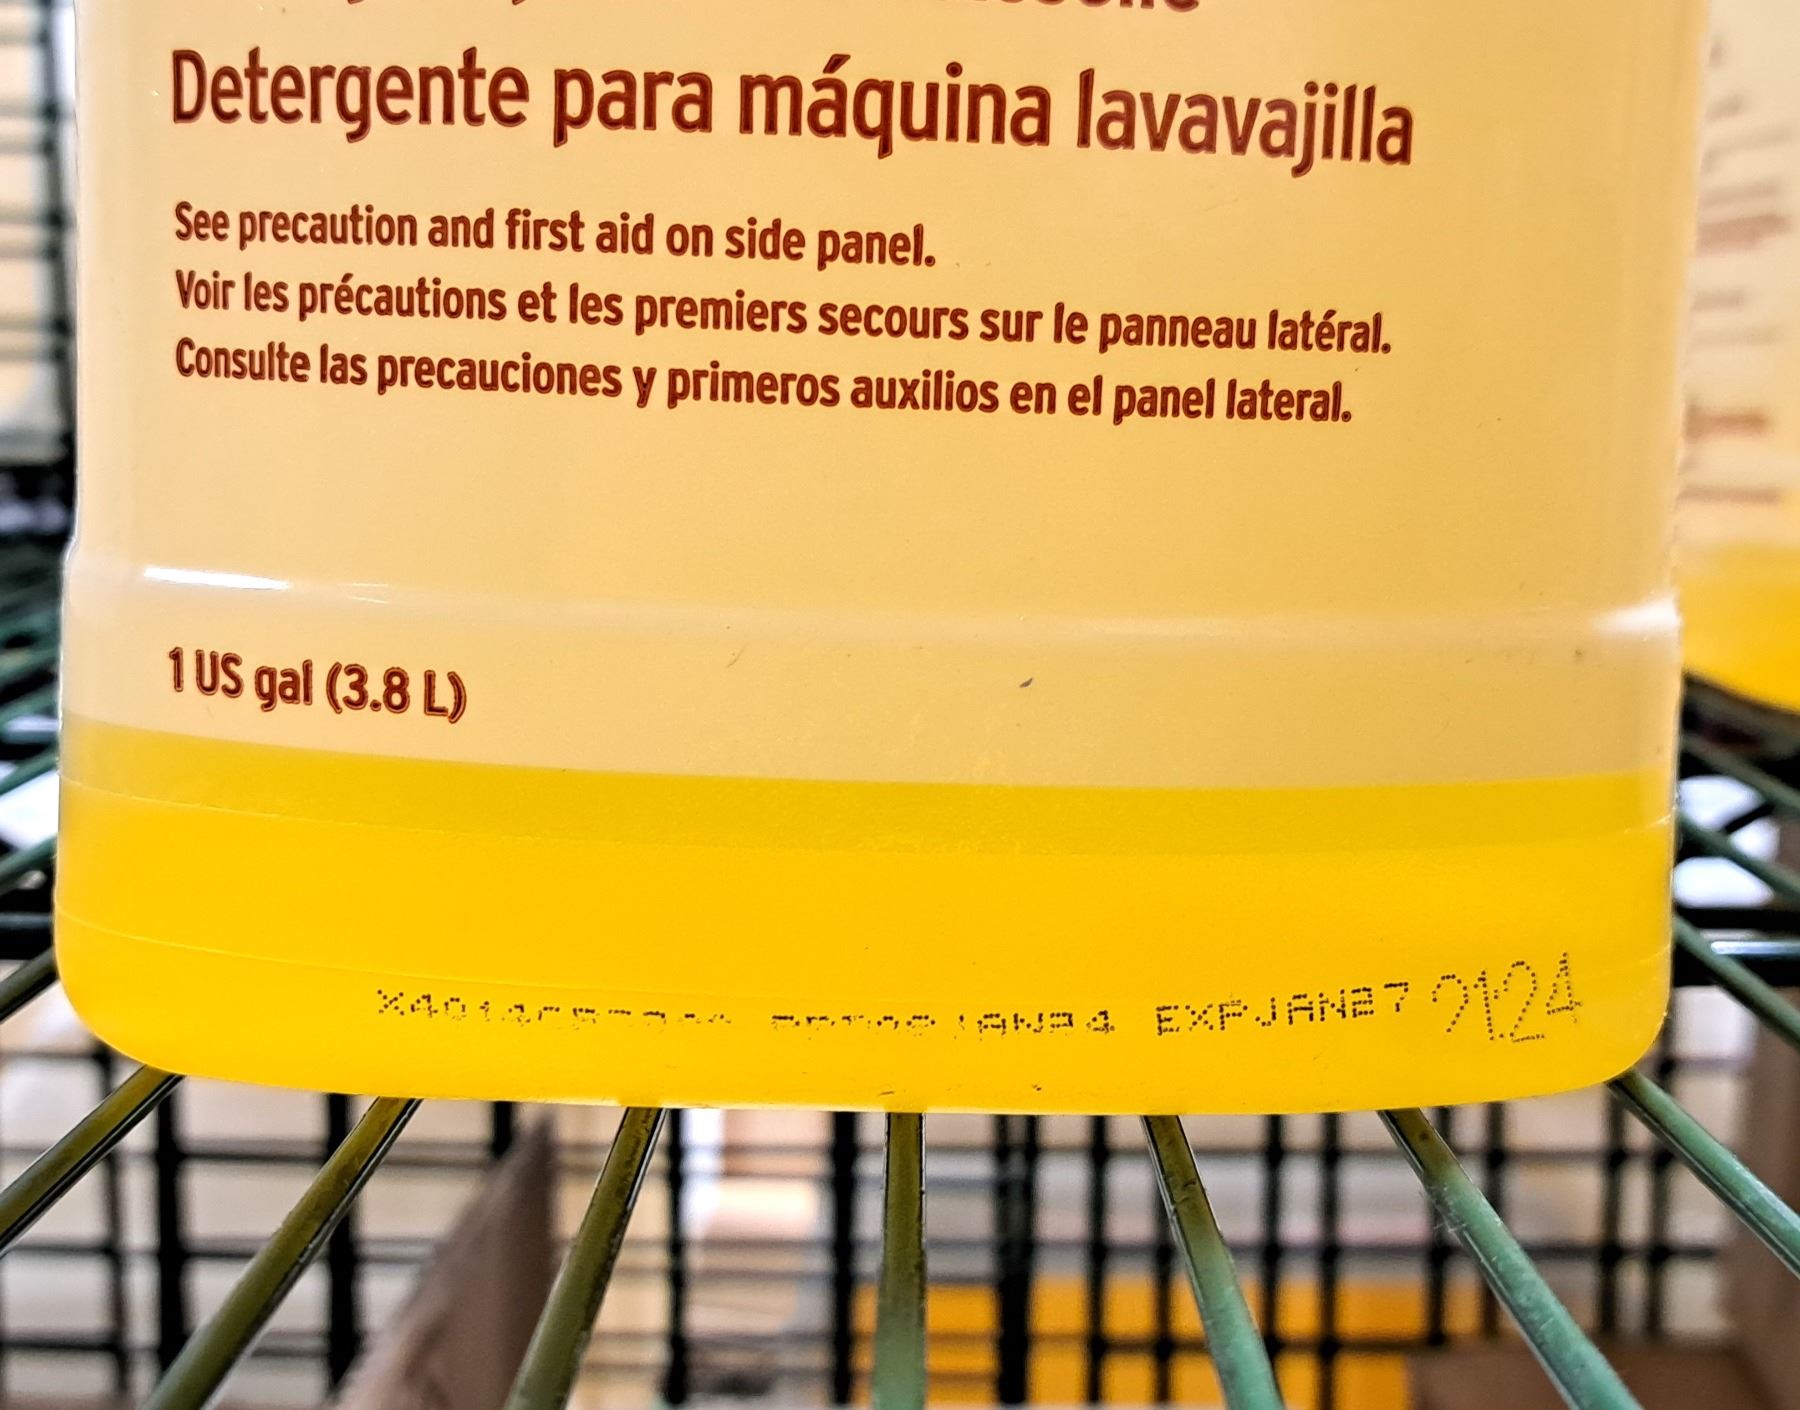 Detergente para máquina lavavajilla
See precaution and first aid on side panel.
Voir les précautions et les premiers secours sur le panneau latéral.
Consulte las precauciones y primeros auxilios en el panel lateral.
1 US gal (3.8 L)
JAN24 EXPJAN27 2124